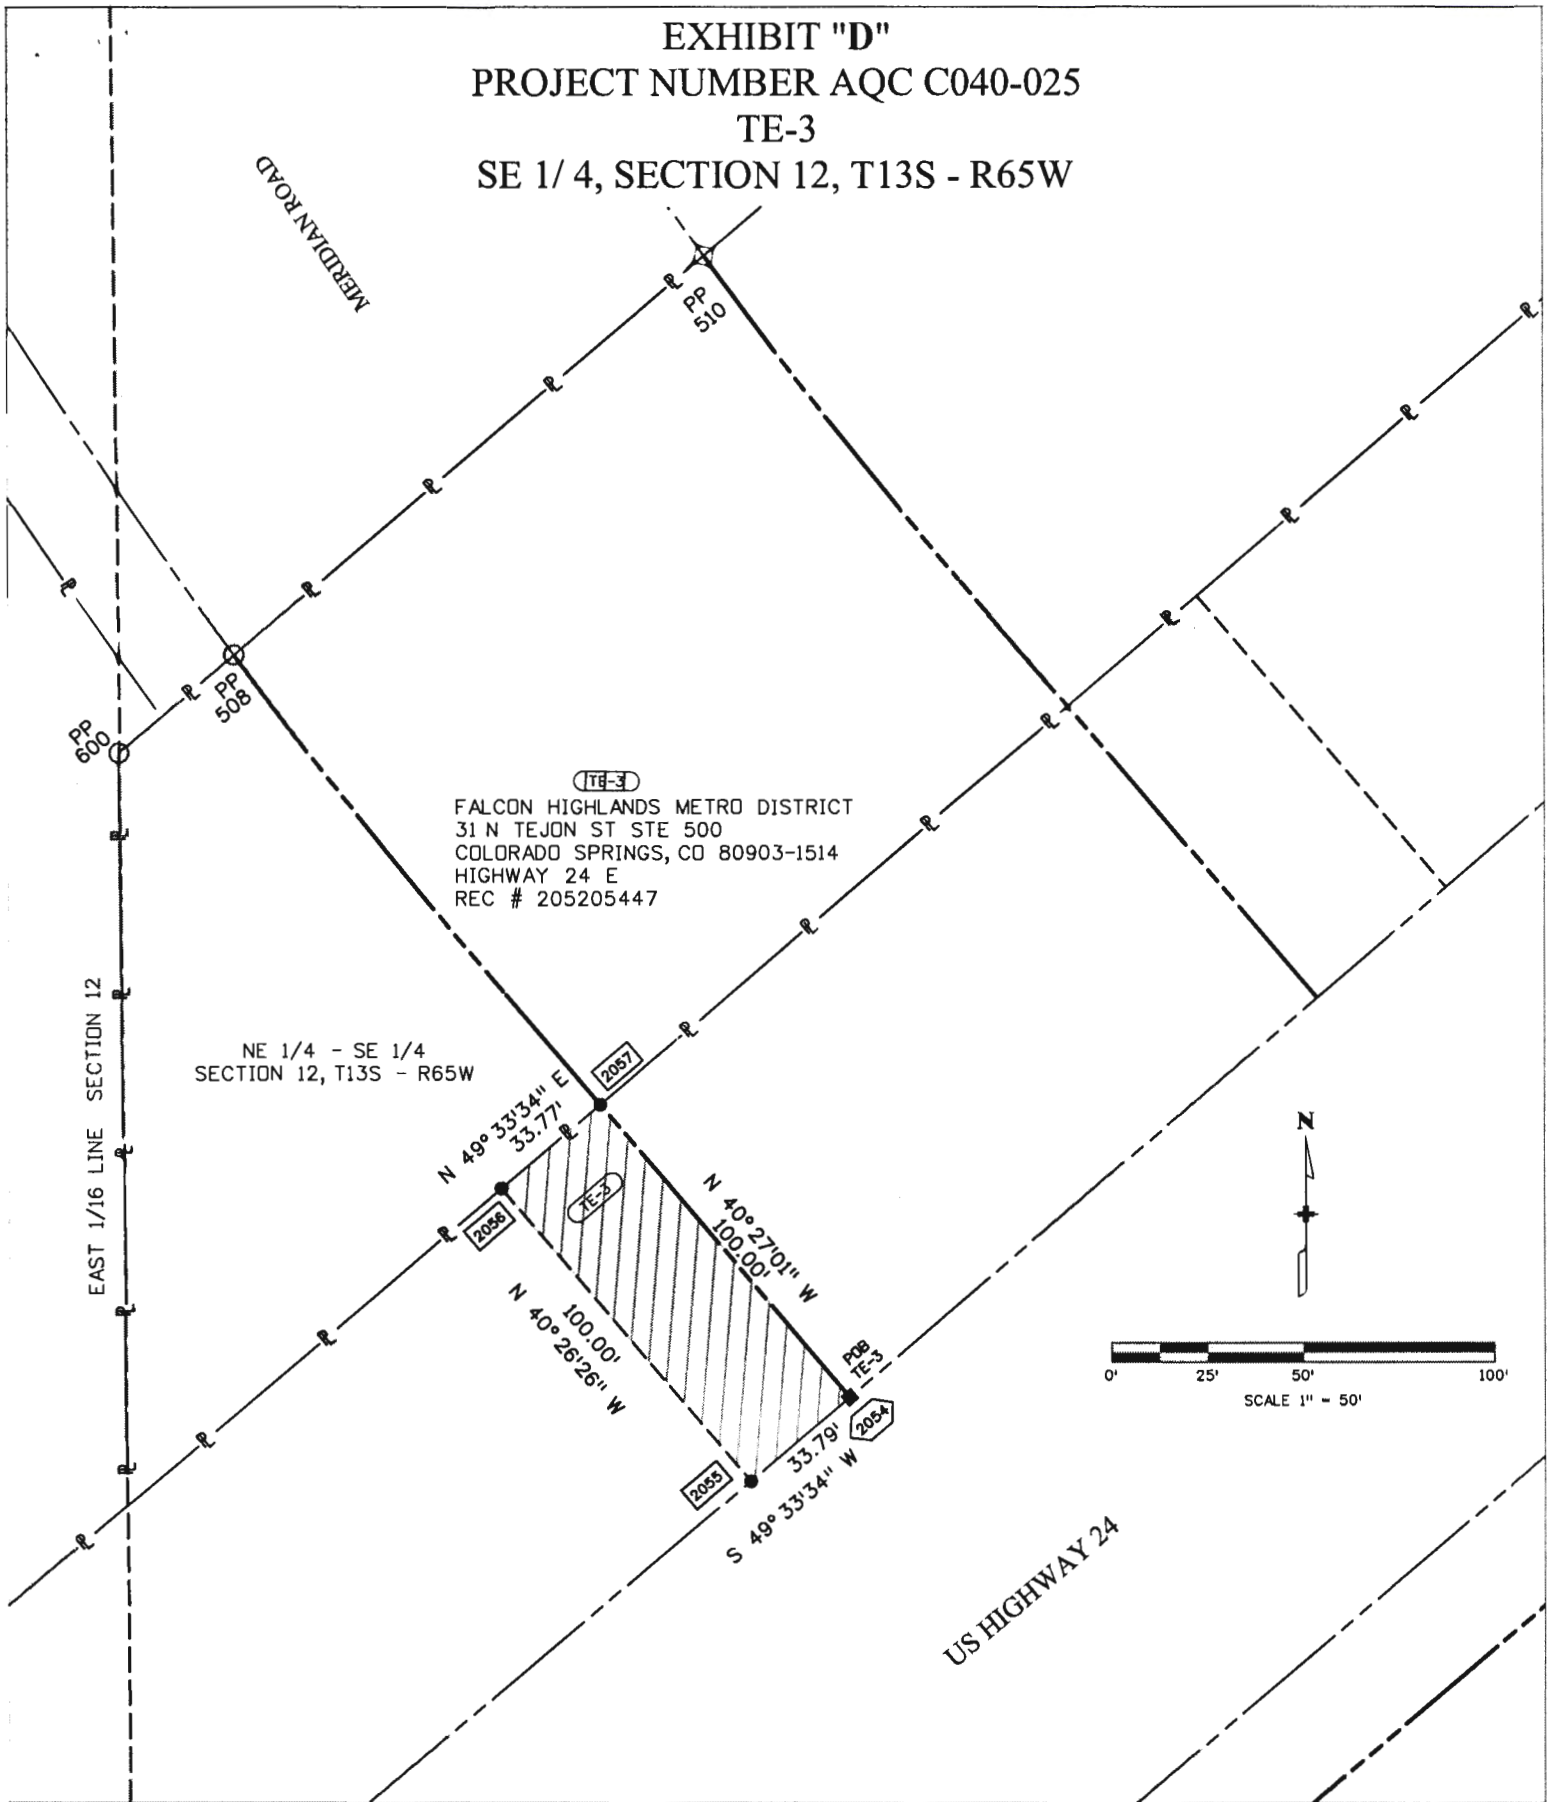 EXHIBIT "D"
PROJECT NUMBER AQC C040-025
TE-3
SE 1/ 4, SECTION 12, T13S - R65W
MERIDIAN ROAD
PP
510
PP
508
PP
600
TE-3
FALCON HIGHLANDS METRO DISTRICT
31 N TEJON ST STE 500
COLORADO SPRINGS, CO 80903-1514
HIGHWAY 24 E
REC # 205205447
EAST 1/16 LINE SECTION 12
NE 1/4 - SE 1/4
SECTION 12, T13S - R65W
2057
N 49° 33'34" E
33.77'
TE-3
2056
N 40° 27'01" W
100.00'
100.00'
N 40° 26'26" W
POB
TE-3
2054
33.79'
S 49° 33'34" W
2055
N
0'
25'
50'
100'
SCALE 1" = 50'
US HIGHWAY 24